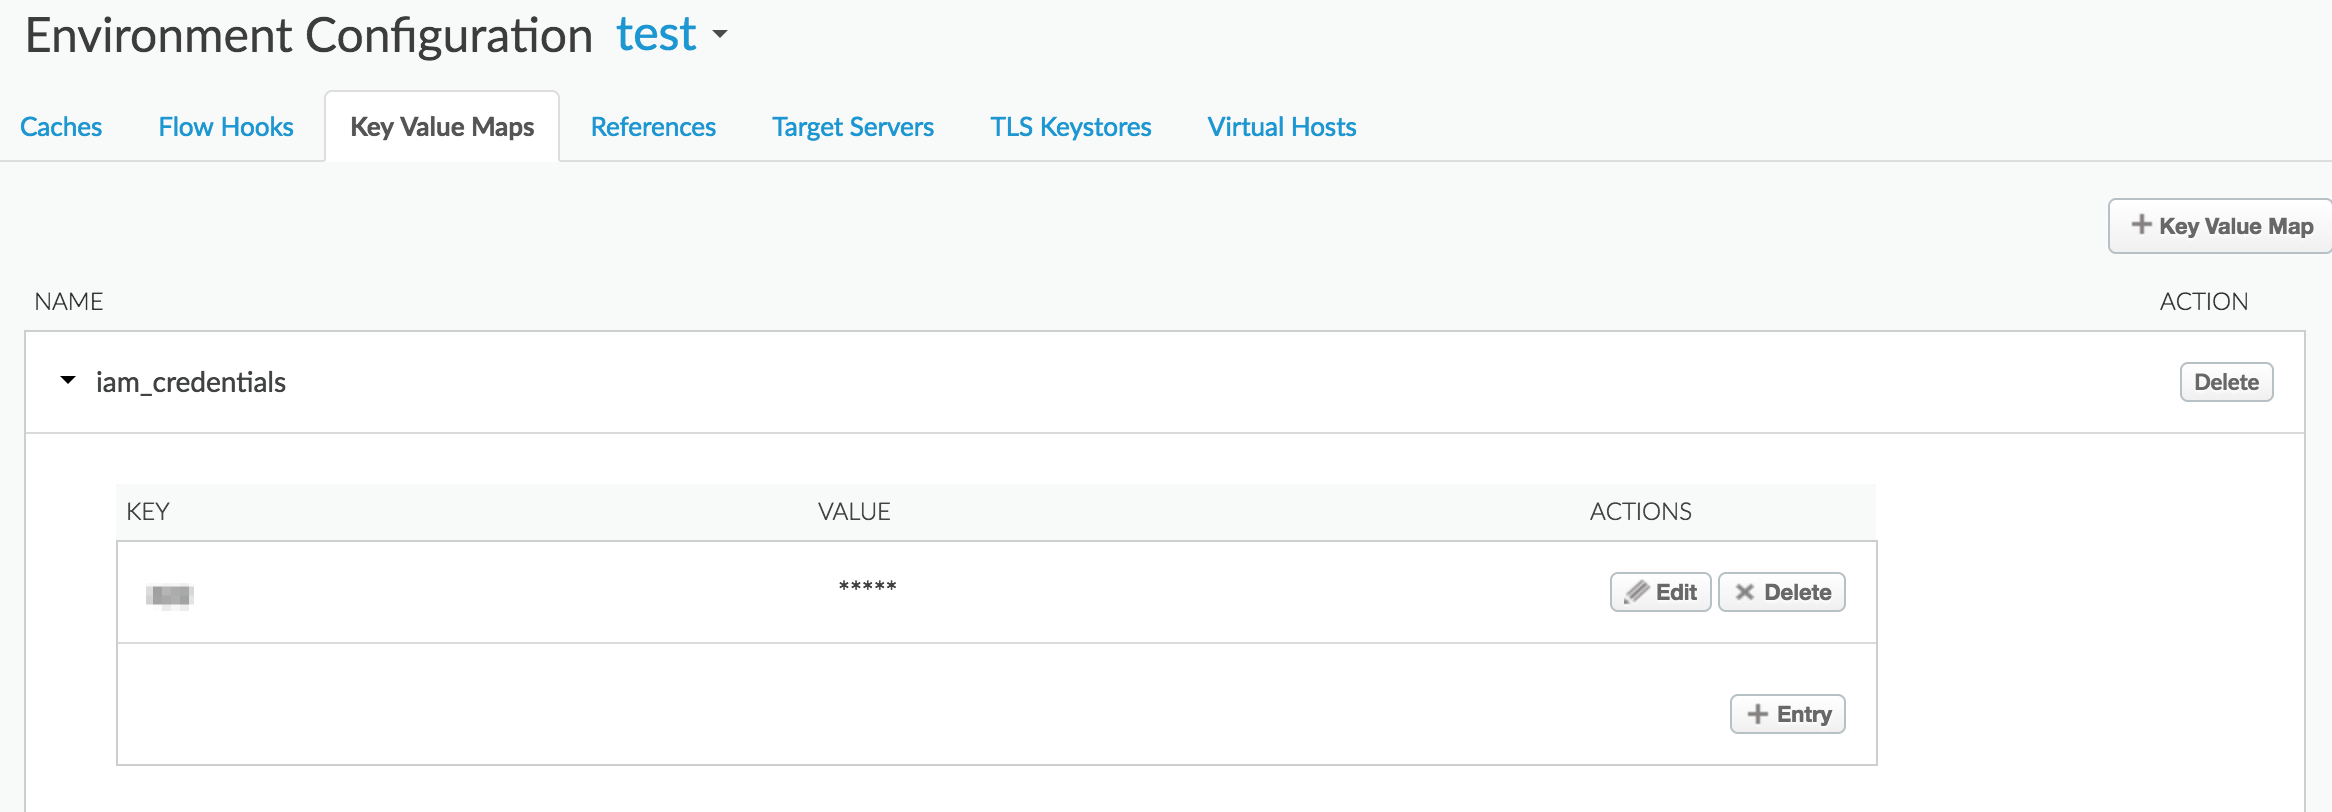 Environment Configuration test
Caches Flow Hooks Key Value Maps References Target Servers TLS Keystores Virtual Hosts
+ Key Value Map
NAME ACTION
iam_credentials Delete
KEY VALUE ACTIONS
***** Edit Delete
+ Entry